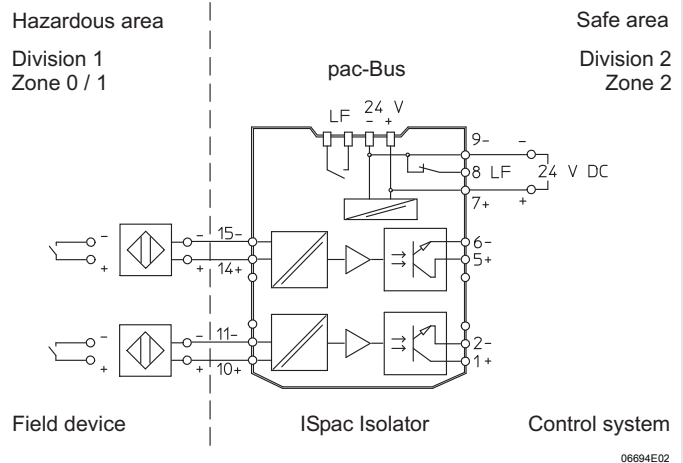 Hazardous area
Safe area
Division 1
Zone 0 / 1
Division 2
Zone 2
pac-Bus
LF 24 V
- +
9- -
8 LF 24 V DC
7+ +
- - 15-
+ + 14+
6-
5+
- - 11-
+ + 10+
2-
1+
Field device
ISpac Isolator
Control system
06694E02